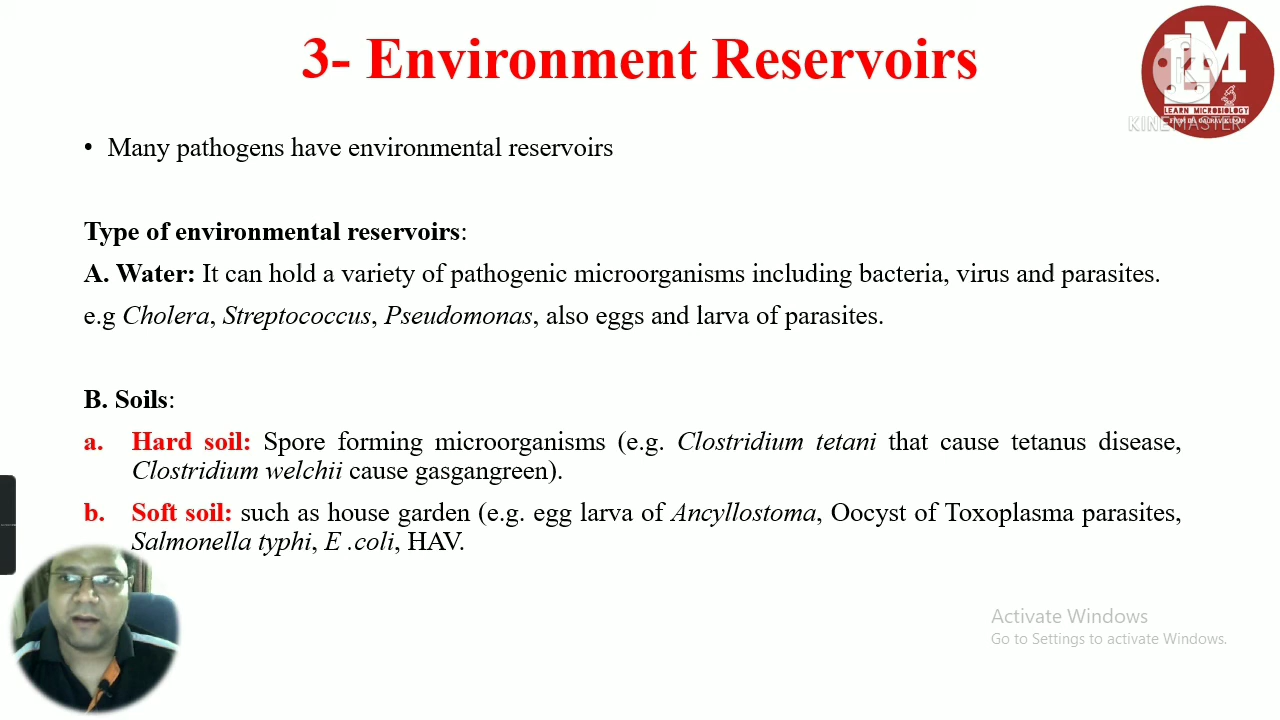 3- Environment Reservoirs
LM
LEARN MICROBIOLOGY
KINEMASTER
• Many pathogens have environmental reservoirs
Type of environmental reservoirs:
A. Water: It can hold a variety of pathogenic microorganisms including bacteria, virus and parasites.
e.g Cholera, Streptococcus, Pseudomonas, also eggs and larva of parasites.
B. Soils:
a. Hard soil: Spore forming microorganisms (e.g. Clostridium tetani that cause tetanus disease,
Clostridium welchii cause gasgangreen).
b. Soft soil: such as house garden (e.g. egg larva of Ancyllostoma, Oocyst of Toxoplasma parasites,
Salmonella typhi, E .coli, HAV.
Activate Windows
Go to Settings to activate Windows.